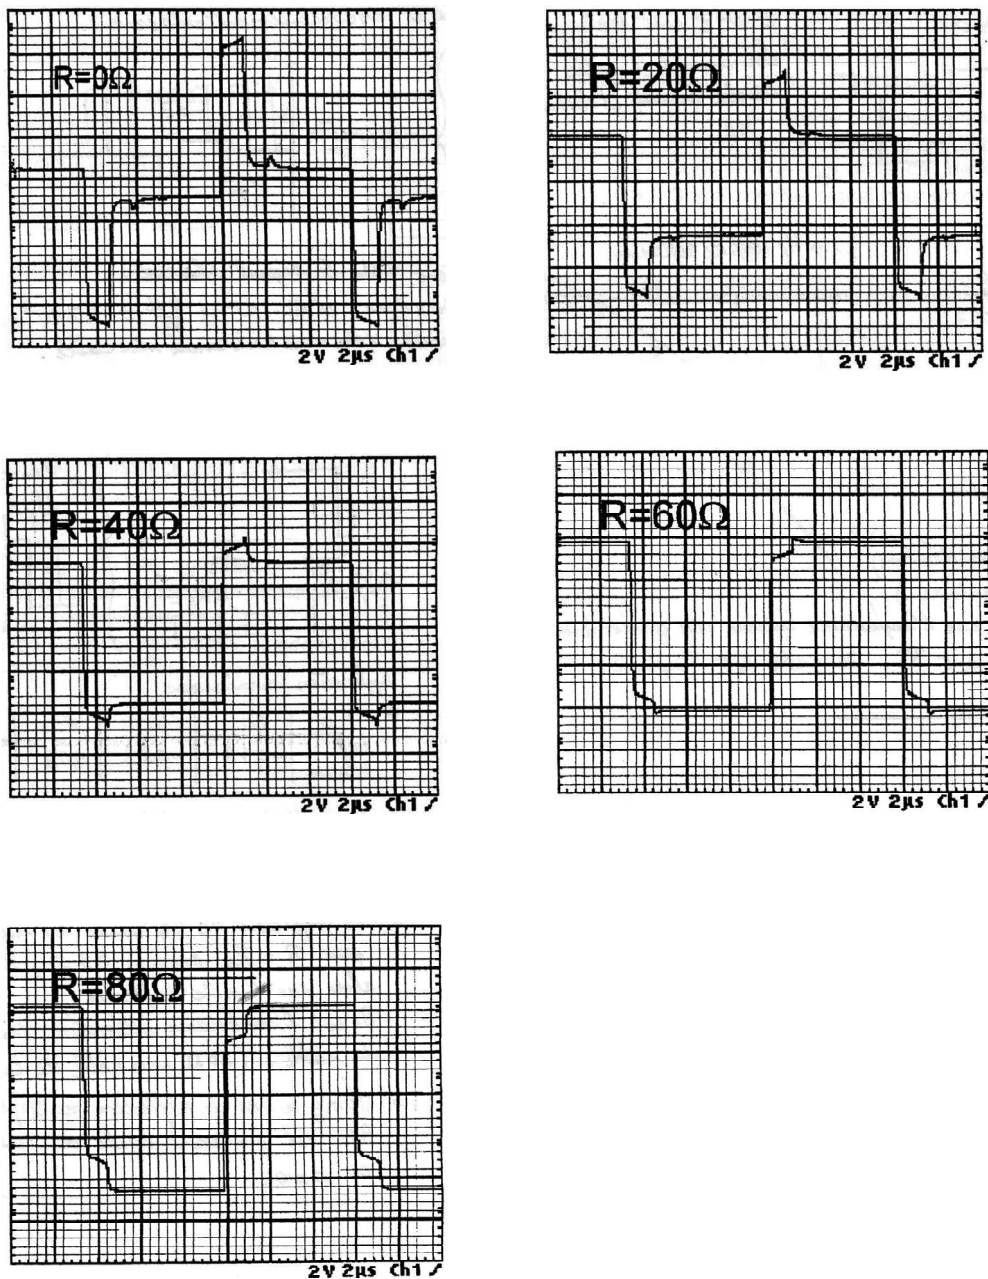 R=0Ω
2V 2µs Ch1 /
R=20Ω
2V 2µs Ch1 /
R=40Ω
2V 2µs Ch1 /
R=60Ω
2V 2µs Ch1 /
R=80Ω
2V 2µs Ch1 /